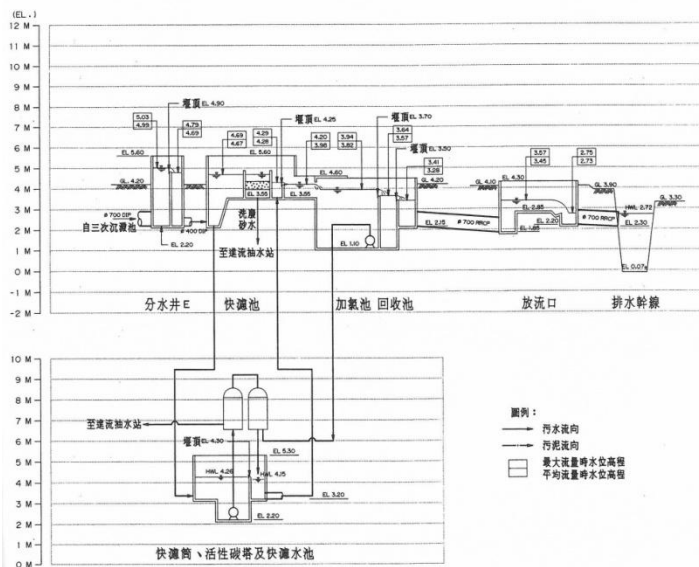 (EL.)
12 M
11 M
10 M
9 M
8 M
7 M
6 M
5 M
4 M
3 M
2 M
1 M
0 M
-1 M
-2 M
堰頂 EL 4.90
5.03
4.99
4.79
4.69
EL 5.60
GL 4.20
ø 700 DIP
自三次沉澱池
EL 2.20
ø 400 DIP
4.69
4.67
EL 5.60
4.29
4.28
堰頂 EL 4.25
EL 3.55
EL 3.55
洗廢
砂水
至迴流抽水站
4.20
3.98
EL 4.60
3.94
3.82
堰頂 EL 3.70
3.64
3.57
堰頂 EL 3.50
3.41
3.26
GL 4.20
EL 1.10
EL 2.15
ø 700 RRCP
GL 4.10
EL 4.30
3.57
3.45
2.75
2.73
EL 2.85
EL 2.20
EL 1.85
ø 700 RRCP
GL 3.90
HWL 2.72
GL 3.30
EL 2.30
EL 0.07
分水井E
快濾池
加氯池
回收池
放流口
排水幹線
10 M
9 M
8 M
7 M
6 M
5 M
4 M
3 M
2 M
1 M
0 M
至迴流抽水站
堰頂 EL 4.30
EL 5.30
HWL 4.26
HWL 4.15
EL 3.20
EL 2.20
快濾筒、活性碳塔及快濾水池
圖例：
污水流向
污泥流向
最大流量時水位高程
平均流量時水位高程